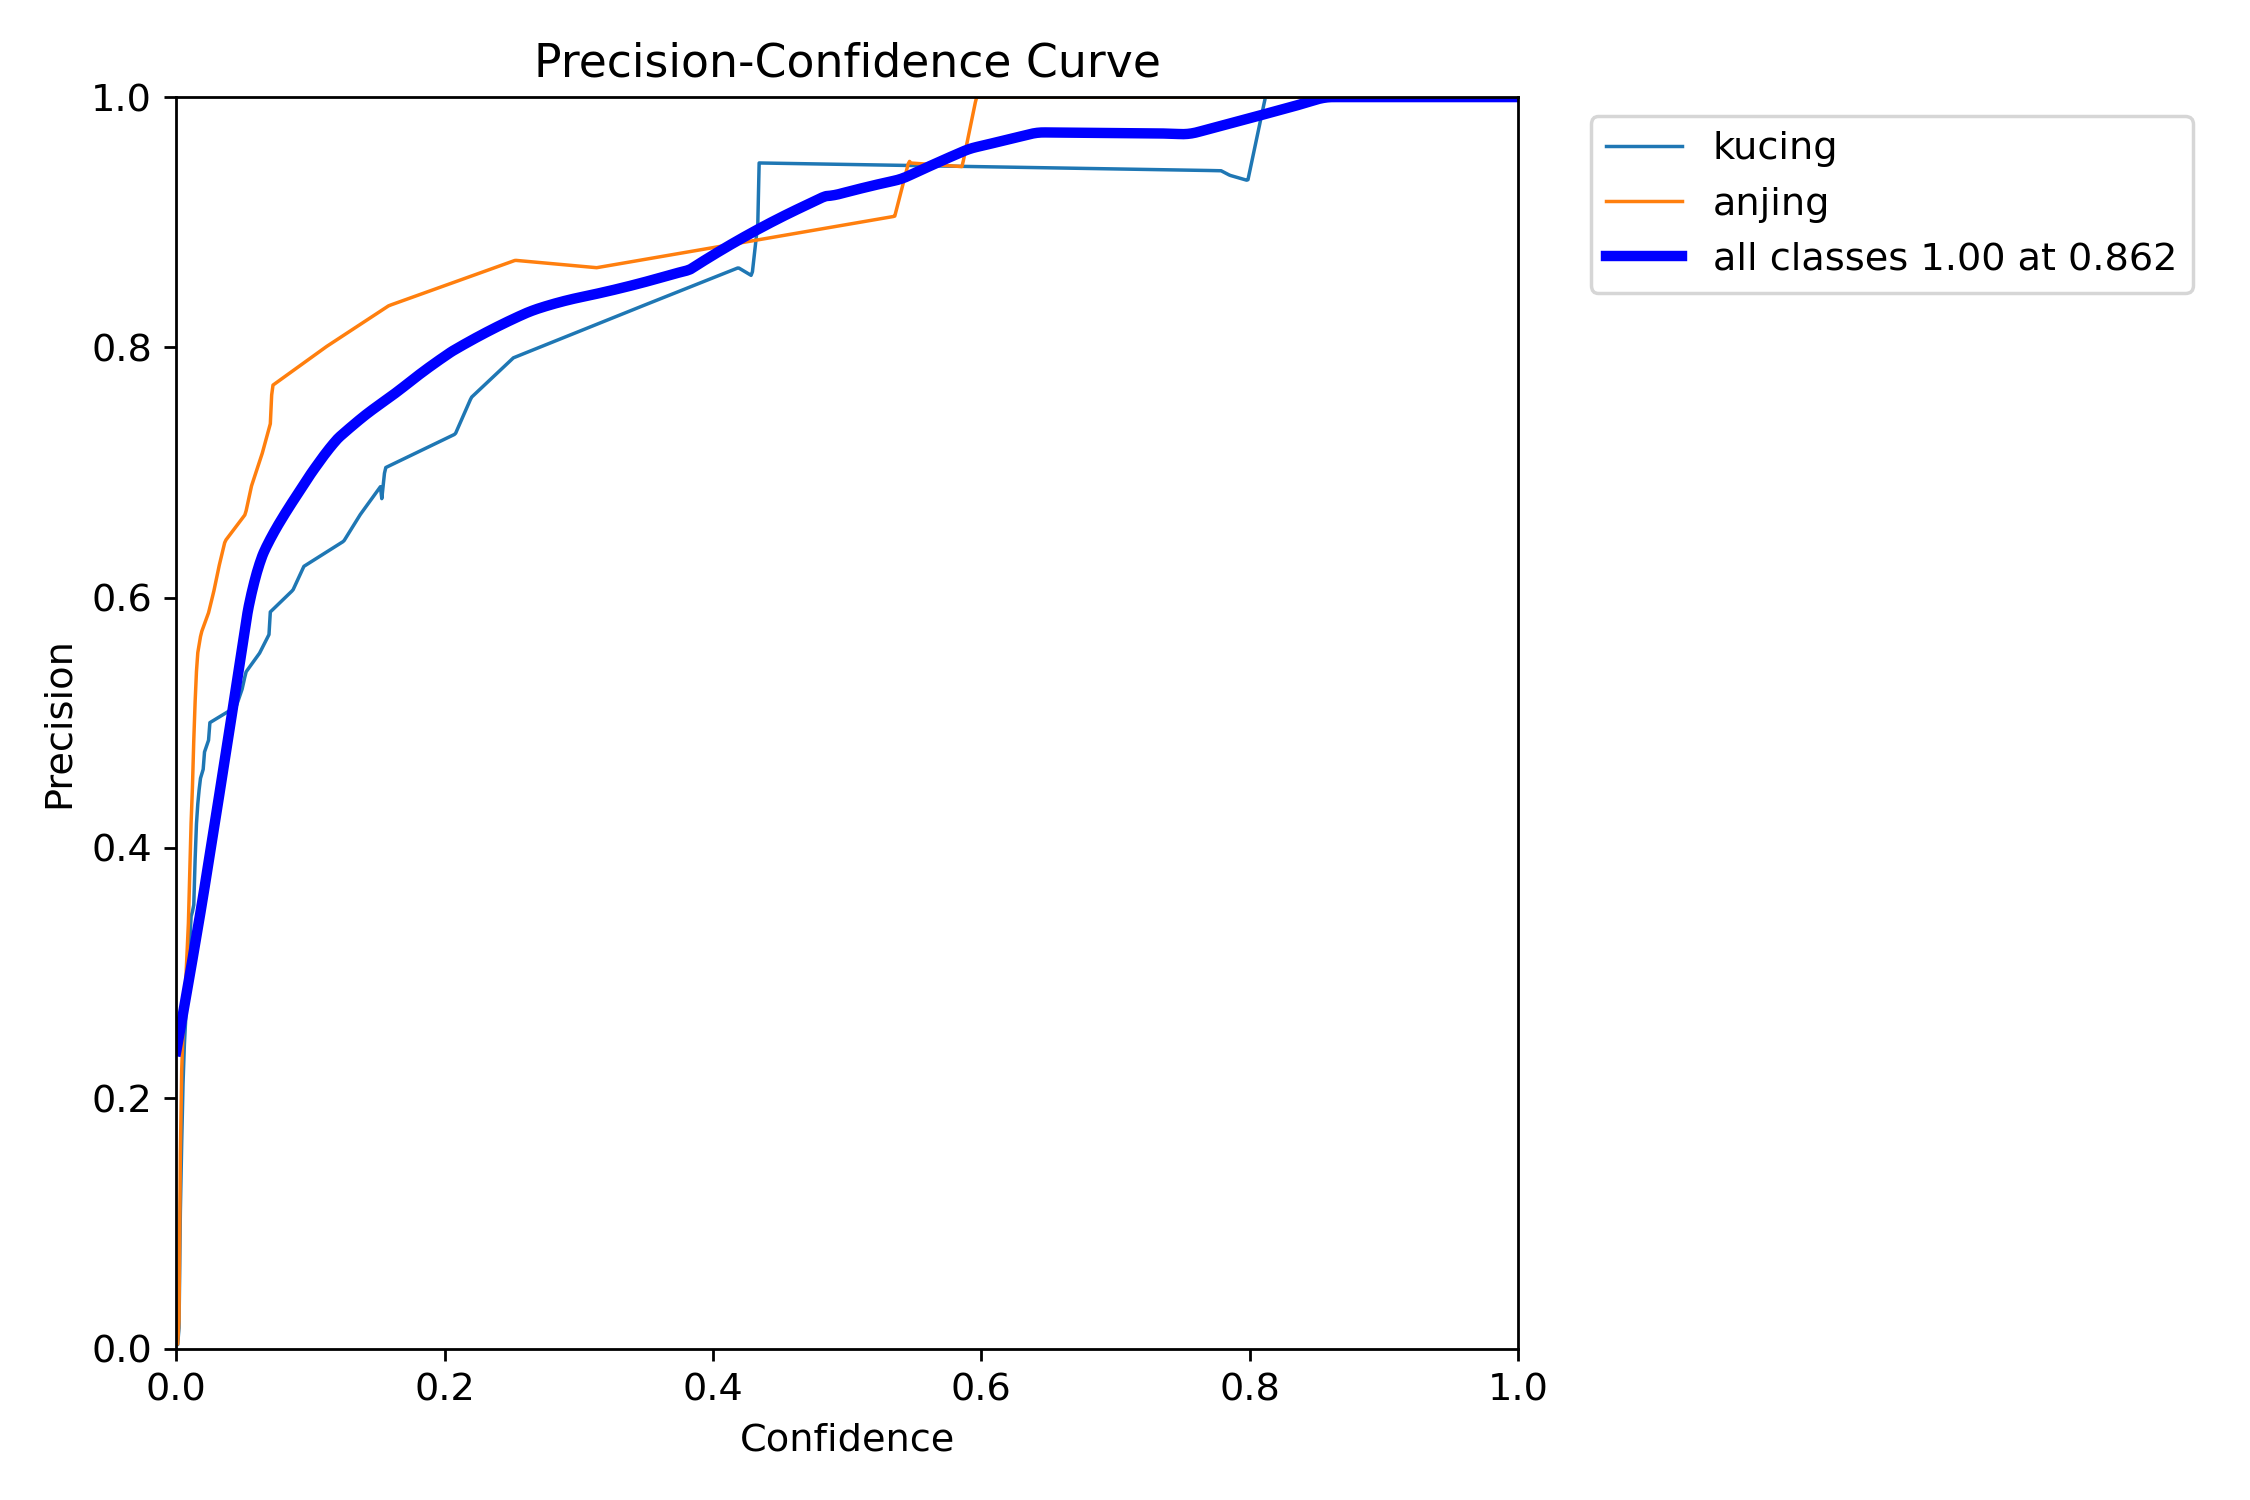 Precision-Confidence Curve
1.0
0.8
0.6
0.4
0.2
0.0
Precision
0.0 0.2 0.4 0.6 0.8 1.0
Confidence
kucing
anjing
all classes 1.00 at 0.862